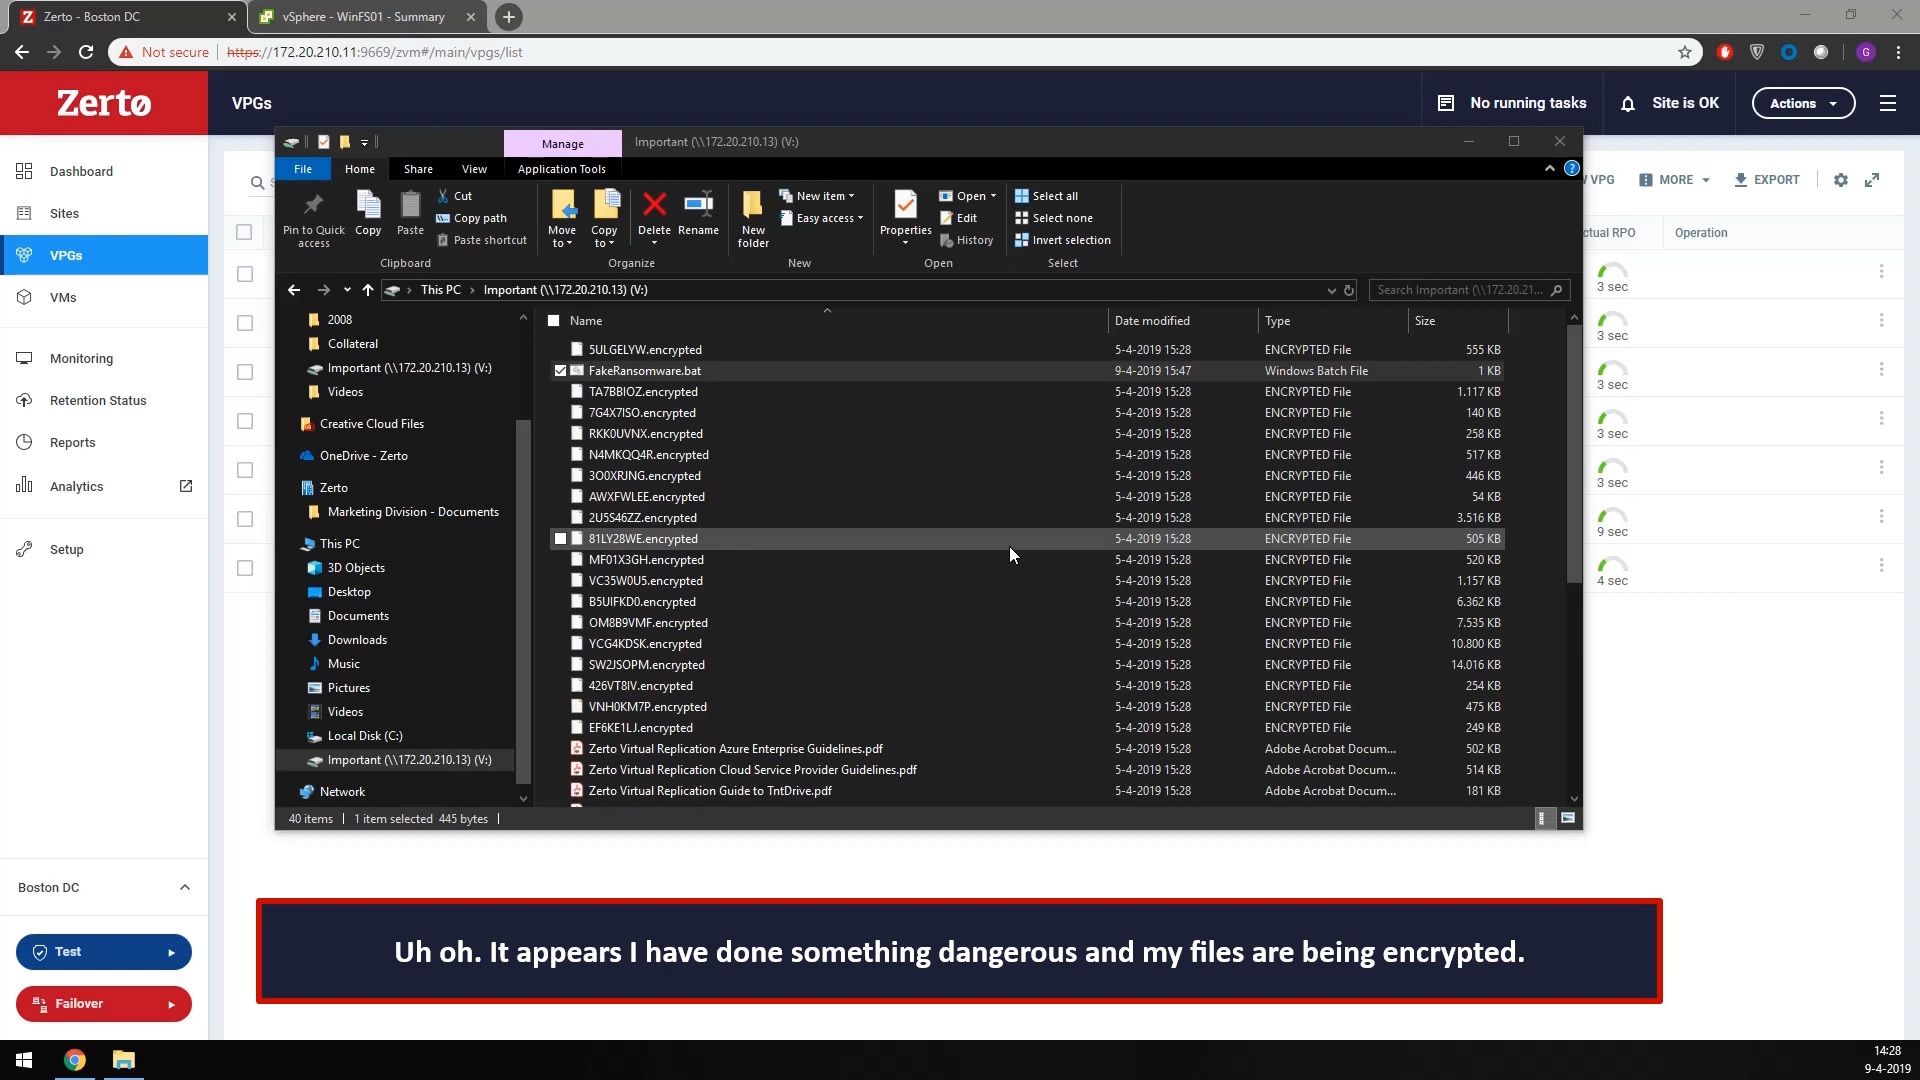 Zerto - Boston DC
vSphere - WinFS01 - Summary
Not secure
https://172.20.210.11:9669/zvm#/main/vpgs/list
G
Zerto
VPGs
No running tasks
Site is OK
Actions
Dashboard
Sites
VPGs
VMs
Monitoring
Retention Status
Reports
Analytics
Setup
Boston DC
Test
Failover
VPG
MORE
EXPORT
ctual RPO
Operation
3 sec
3 sec
3 sec
3 sec
3 sec
9 sec
4 sec
Manage
Important (\\172.20.210.13) (V:)
File
Home
Share
View
Application Tools
Pin to Quick access
Copy
Paste
Cut
Copy path
Paste shortcut
Clipboard
Move to
Copy to
Delete
Rename
Organize
New folder
New item
Easy access
New
Properties
Open
Edit
History
Open
Select all
Select none
Invert selection
Select
This PC > Important (\\172.20.210.13) (V:)
Search Important (\\172.20.21...
2008
Collateral
Important (\\172.20.210.13) (V:)
Videos
Creative Cloud Files
OneDrive - Zerto
Zerto
Marketing Division - Documents
This PC
3D Objects
Desktop
Documents
Downloads
Music
Pictures
Videos
Local Disk (C:)
Important (\\172.20.210.13) (V:)
Network
Name Date modified Type Size
5ULGELYW.encrypted 5-4-2019 15:28 ENCRYPTED File 555 KB
FakeRansomware.bat 9-4-2019 15:47 Windows Batch File 1 KB
TA7BBIOZ.encrypted 5-4-2019 15:28 ENCRYPTED File 1.117 KB
7G4X7ISO.encrypted 5-4-2019 15:28 ENCRYPTED File 140 KB
RKK0UVNX.encrypted 5-4-2019 15:28 ENCRYPTED File 258 KB
N4MKQQ4R.encrypted 5-4-2019 15:28 ENCRYPTED File 517 KB
3O0XRJNG.encrypted 5-4-2019 15:28 ENCRYPTED File 446 KB
AWXFWLEE.encrypted 5-4-2019 15:28 ENCRYPTED File 54 KB
2U5S46ZZ.encrypted 5-4-2019 15:28 ENCRYPTED File 3.516 KB
81LY28WE.encrypted 5-4-2019 15:28 ENCRYPTED File 505 KB
MF01X3GH.encrypted 5-4-2019 15:28 ENCRYPTED File 520 KB
VC35W0U5.encrypted 5-4-2019 15:28 ENCRYPTED File 1.157 KB
B5UIFKD0.encrypted 5-4-2019 15:28 ENCRYPTED File 6.362 KB
OM8B9VMF.encrypted 5-4-2019 15:28 ENCRYPTED File 7.535 KB
YCG4KDSK.encrypted 5-4-2019 15:28 ENCRYPTED File 10.800 KB
SW2JSOPM.encrypted 5-4-2019 15:28 ENCRYPTED File 14.016 KB
426VT8IV.encrypted 5-4-2019 15:28 ENCRYPTED File 254 KB
VNH0KM7P.encrypted 5-4-2019 15:28 ENCRYPTED File 475 KB
EF6KE1LJ.encrypted 5-4-2019 15:28 ENCRYPTED File 249 KB
Zerto Virtual Replication Azure Enterprise Guidelines.pdf 5-4-2019 15:28 Adobe Acrobat Docum... 502 KB
Zerto Virtual Replication Cloud Service Provider Guidelines.pdf 5-4-2019 15:28 Adobe Acrobat Docum... 514 KB
Zerto Virtual Replication Guide to TntDrive.pdf 5-4-2019 15:28 Adobe Acrobat Docum... 181 KB
40 items 1 item selected 445 bytes
Uh oh. It appears I have done something dangerous and my files are being encrypted.
14:28
9-4-2019